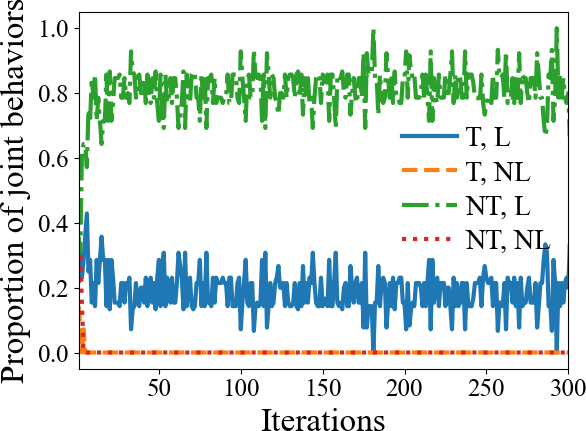 Proportion of joint behaviors
1.0
0.8
0.6
0.4
0.2
0.0
T, L
T, NL
NT, L
NT, NL
50
100
150
200
250
300
Iterations